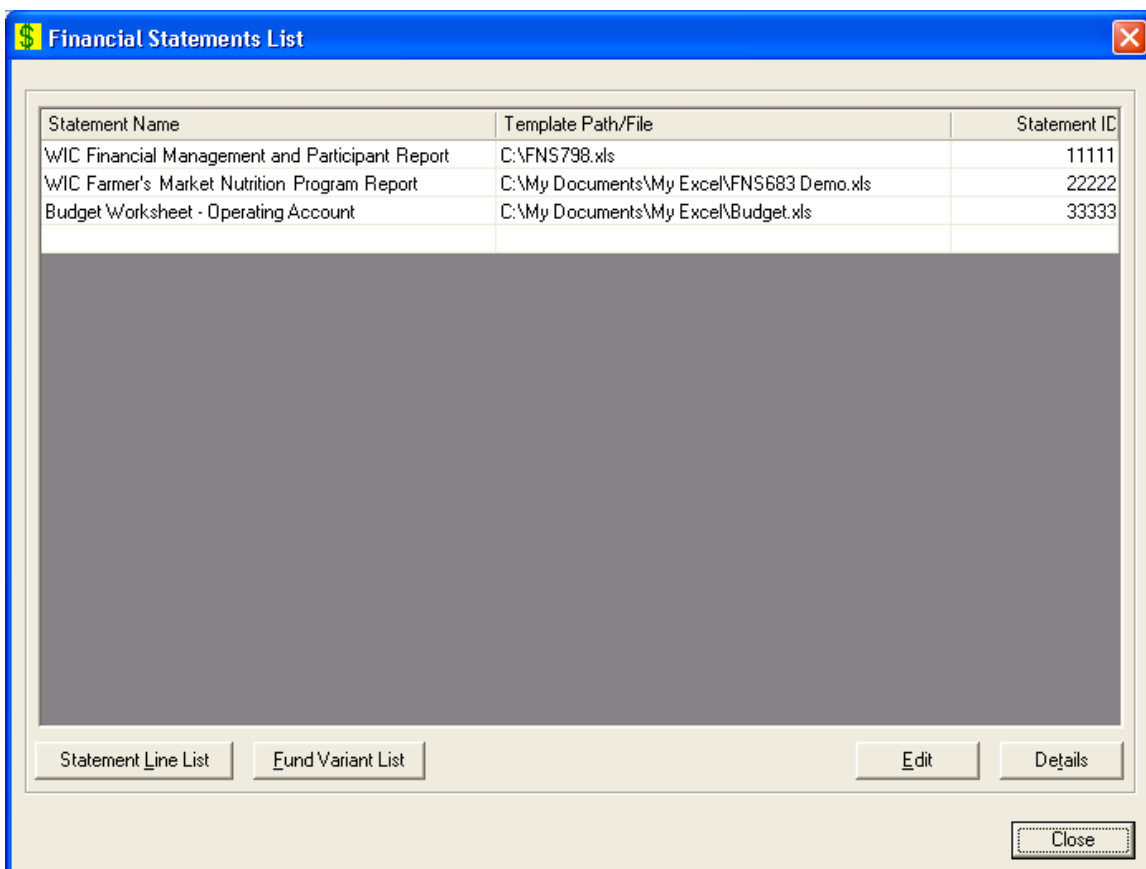 $ Financial Statements List
Statement Name Template Path/File Statement ID
WIC Financial Management and Participant Report C:\FNS798.xls 11111
WIC Farmer's Market Nutrition Program Report C:\My Documents\My Excel\FNS683 Demo.xls 22222
Budget Worksheet - Operating Account C:\My Documents\My Excel\Budget.xls 33333
Statement Line List Fund Variant List Edit Details
Close